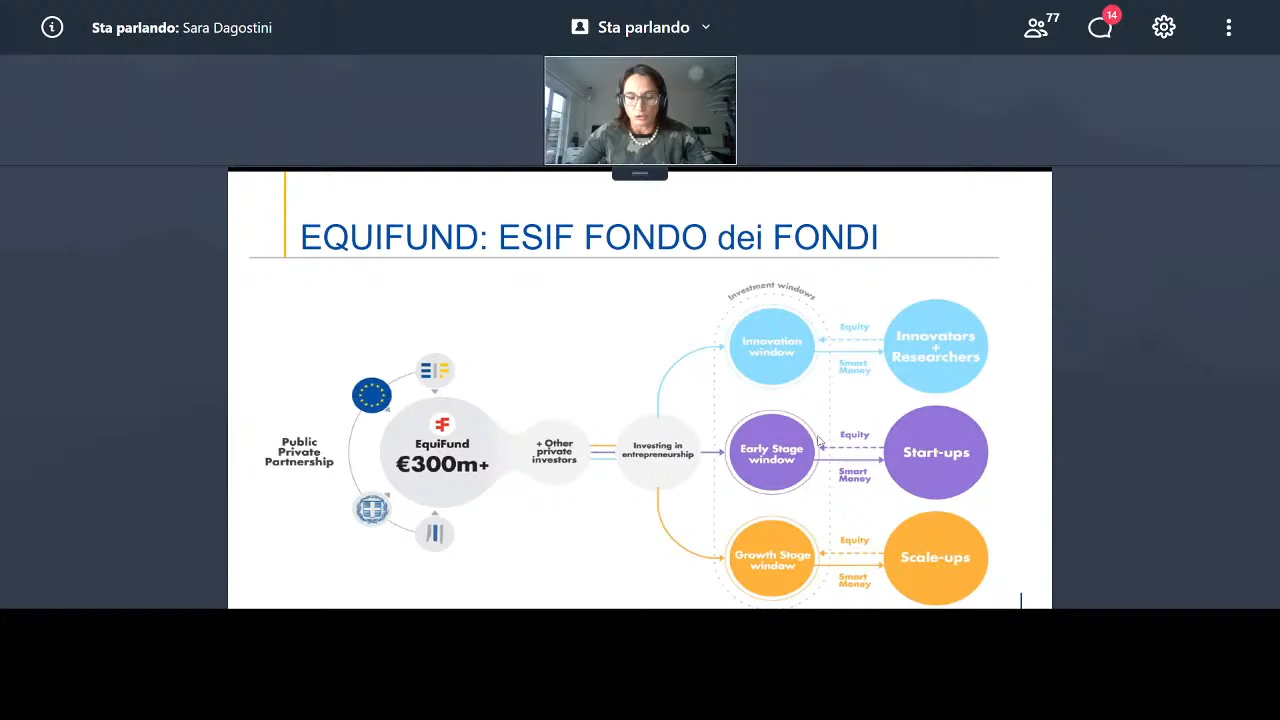 Sta parlando: Sara Dagostini
Sta parlando
77
14
EQUIFUND: ESIF FONDO dei FONDI
Investment windows
Innovation
window
Equity
Smart
Money
Innovators
+
Researchers
EIF
Public
Private
Partnership
EquiFund
€300m+
+ Other
private
investors
Investing in
entrepreneurship
Early Stage
window
Equity
Smart
Money
Start-ups
Growth Stage
window
Equity
Smart
Money
Scale-ups